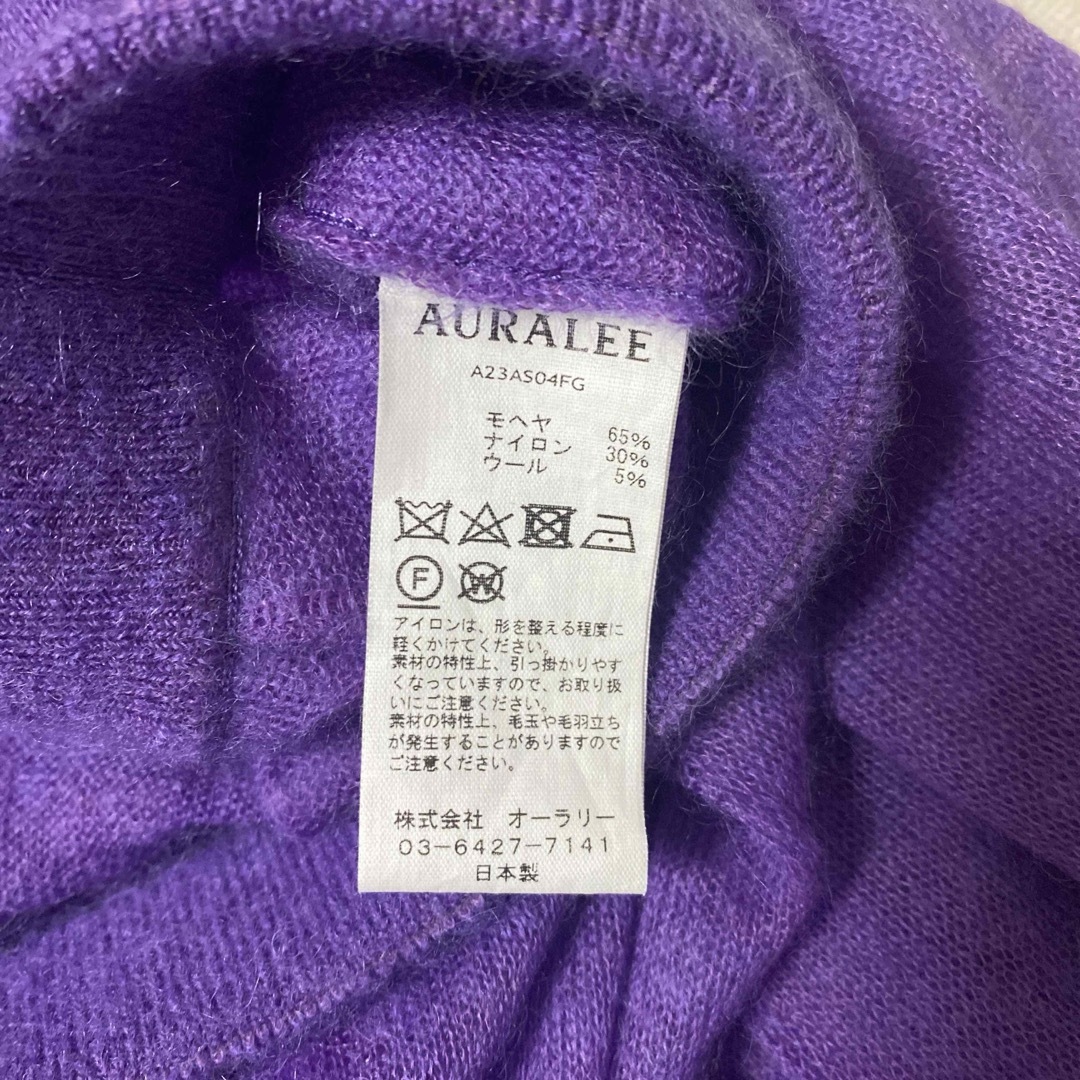 AURALEE
A23AS04FG
モヘヤ 65%
ナイロン 30%
ウール 5%
F W
アイロンは、形を整える程度に
軽くかけてください。
素材の特性上、引っ掛かりやす
くなっていますので、お取り扱
いにご注意ください。
素材の特性上、毛玉や毛羽立ち
が発生することがありますので
ご注意ください。
株式会社 オーラリー
03-6427-7141
日本製